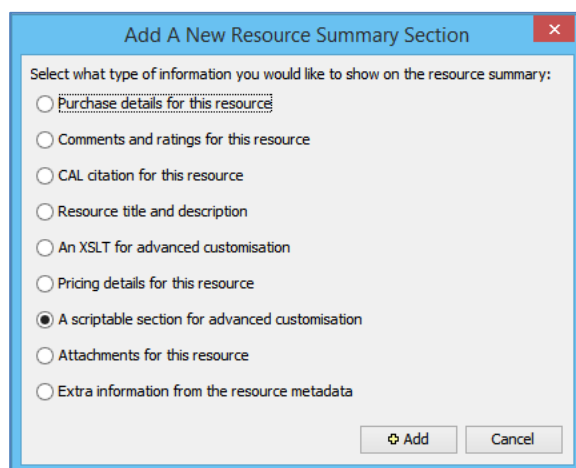 Add A New Resource Summary Section
Select what type of information you would like to show on the resource summary:
Purchase details for this resource
Comments and ratings for this resource
CAL citation for this resource
Resource title and description
An XSLT for advanced customisation
Pricing details for this resource
A scriptable section for advanced customisation
Attachments for this resource
Extra information from the resource metadata
Add Cancel